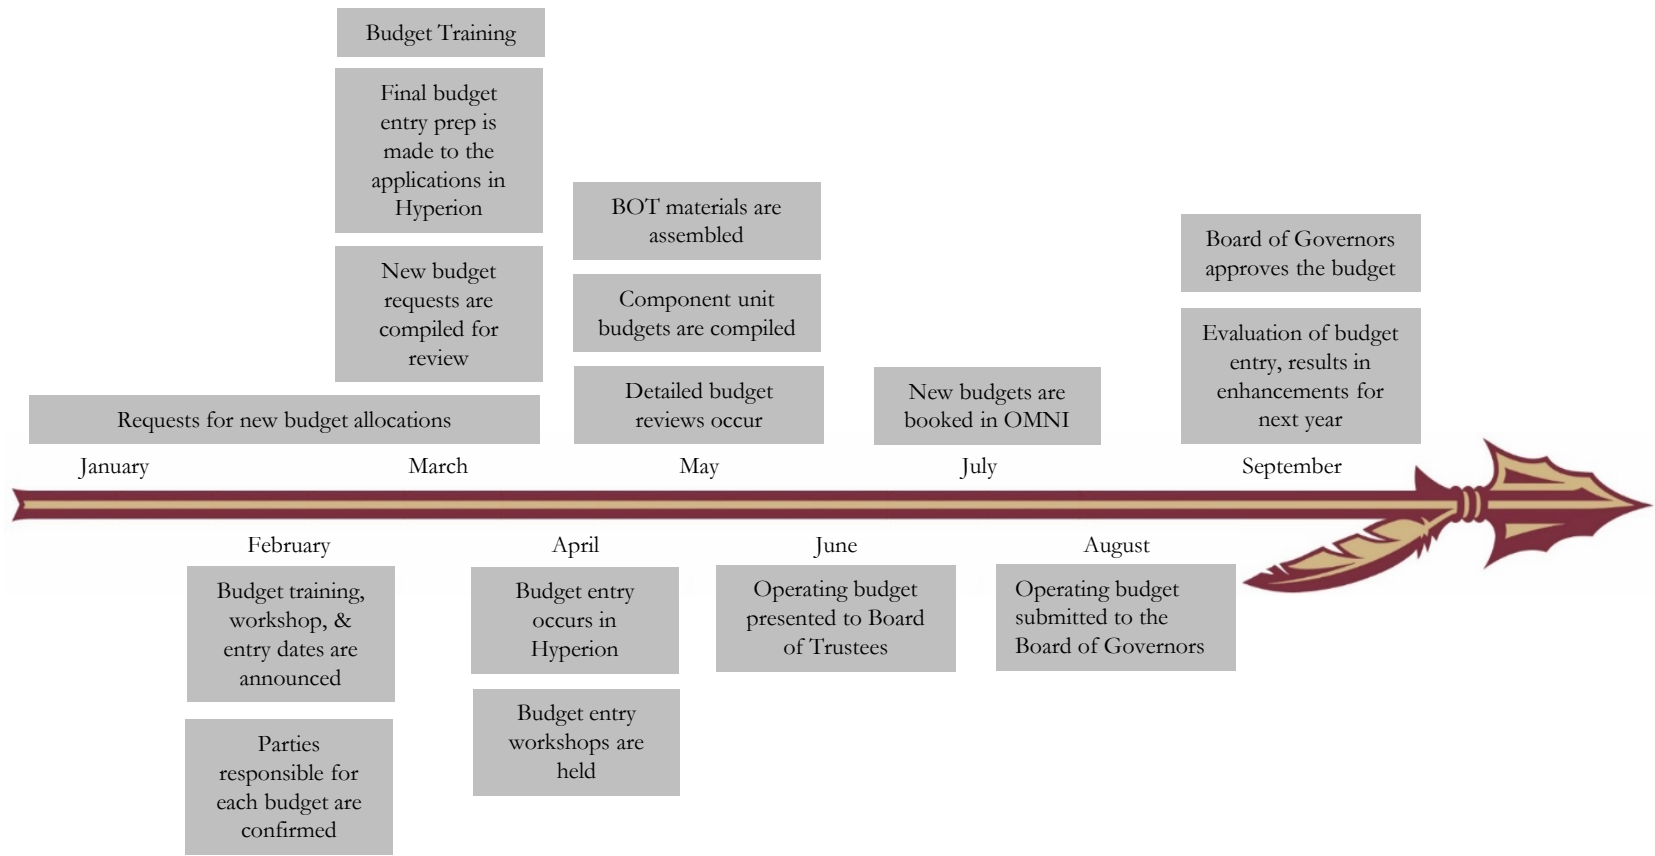 Budget Training
Final budget
entry prep is
made to the
applications in
Hyperion
New budget
requests are
compiled for
review
Requests for new budget allocations
BOT materials are
assembled
Component unit
budgets are compiled
Detailed budget
reviews occur
New budgets are
booked in OMNI
Board of Governors
approves the budget
Evaluation of budget
entry, results in
enhancements for
next year
January
March
May
July
September
February
April
June
August
Budget training,
workshop, &
entry dates are
announced
Parties
responsible for
each budget are
confirmed
Budget entry
occurs in
Hyperion
Budget entry
workshops are
held
Operating budget
presented to Board
of Trustees
Operating budget
submitted to the
Board of Governors